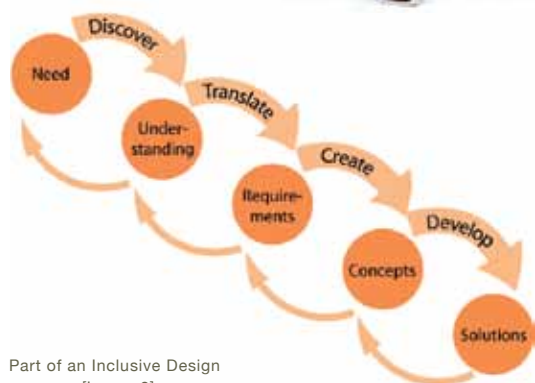 Discover
Need
Translate
Under-
standing
Create
Require-
ments
Develop
Concepts
Solutions
Part of an Inclusive Design